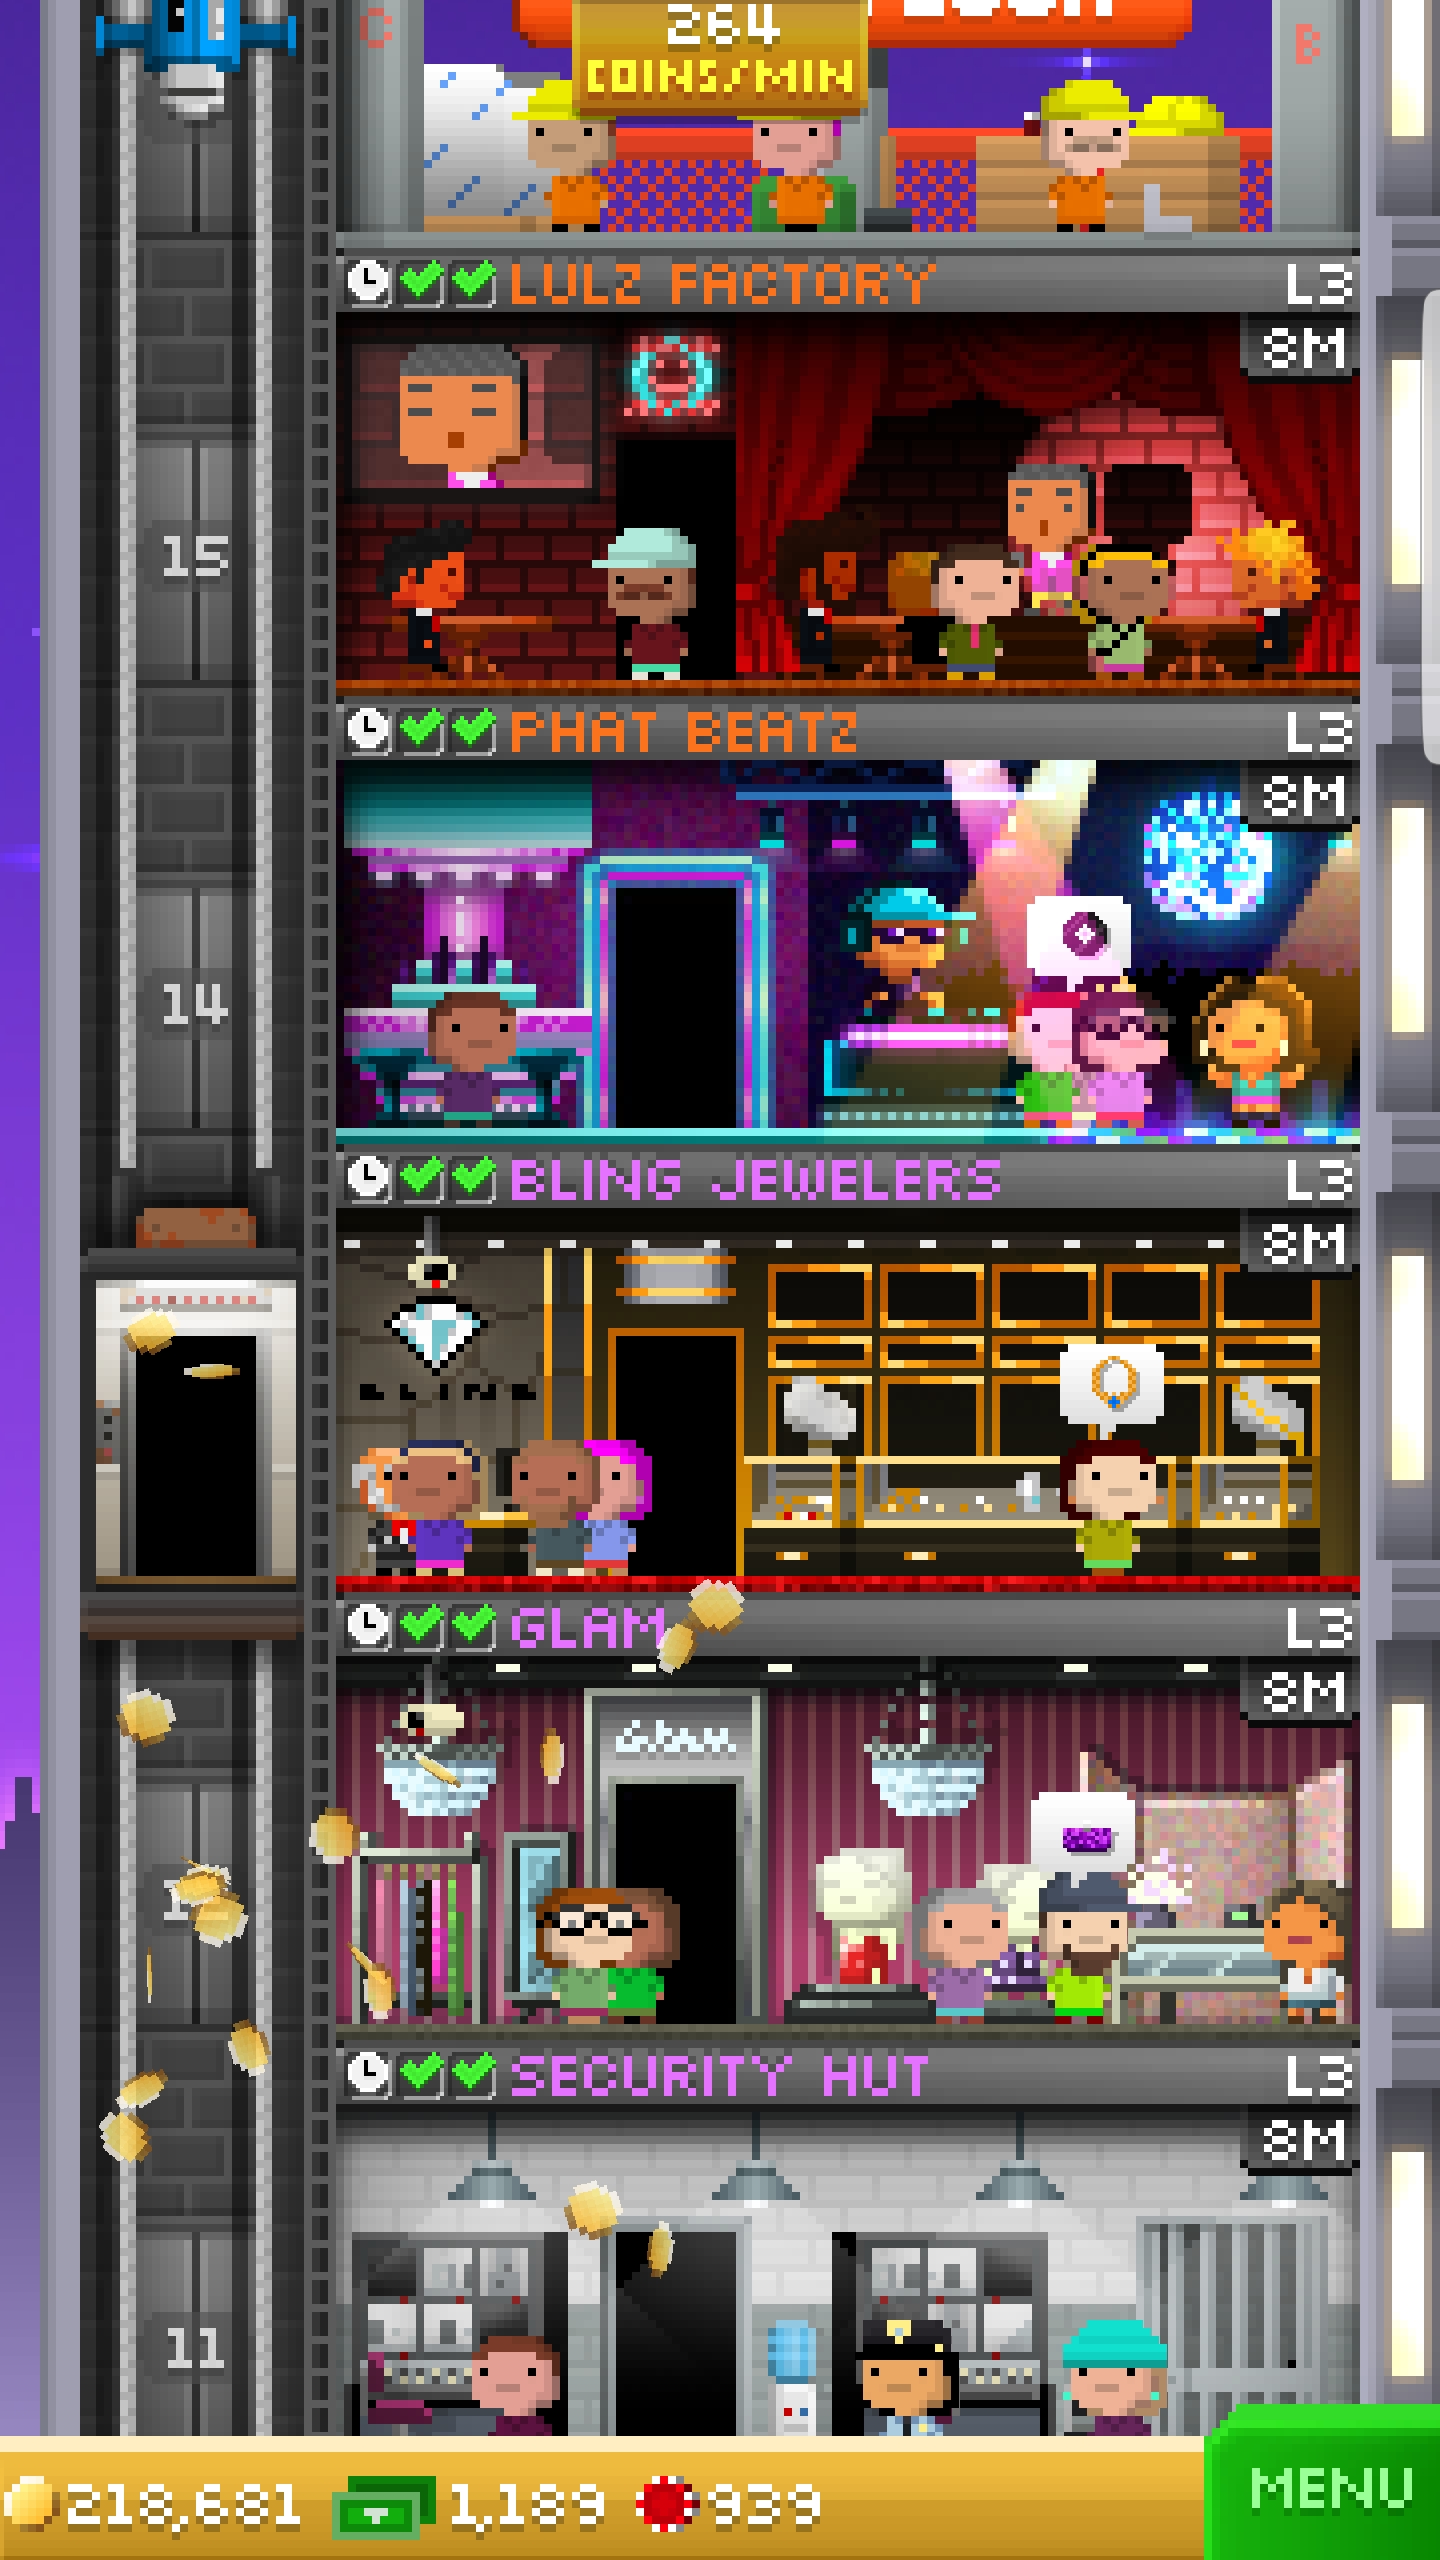 C
264
COINS/MIN
B
LULZ FACTORY
L3
8M
15
PHAT BEATZ
L3
8M
14
BLING JEWELERS
L3
8M
BLING
GLAM
L3
8M
Glam
SECURITY HUT
L3
8M
11
218,681
1,189
939
MENU